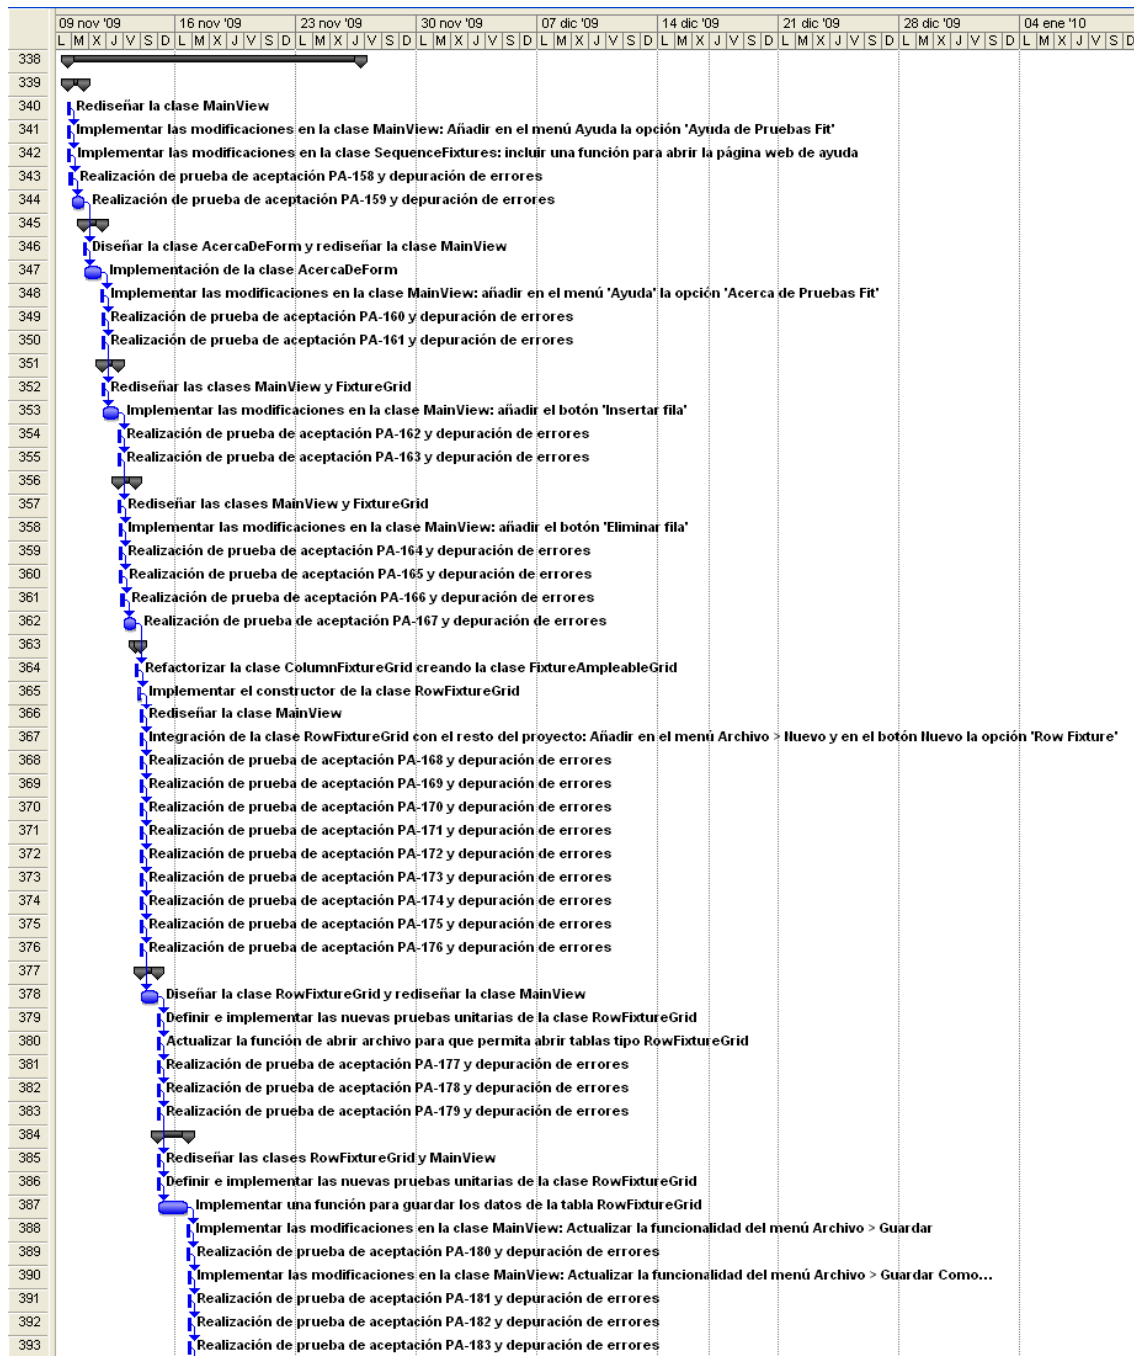 09 nov '09 16 nov '09 23 nov '09 30 nov '09 07 dic '09 14 dic '09 21 dic '09 28 dic '09 04 ene '10
L M X J V S D L M X J V S D L M X J V S D L M X J V S D L M X J V S D L M X J V S D L M X J V S D L M X J V S D L M X J V S D
338
339
340 Rediseñar la clase MainView
341 Implementar las modificaciones en la clase MainView: Añadir en el menú Ayuda la opción 'Ayuda de Pruebas Fit'
342 Implementar las modificaciones en la clase SequenceFixtures: incluir una función para abrir la página web de ayuda
343 Realización de prueba de aceptación PA-158 y depuración de errores
344 Realización de prueba de aceptación PA-159 y depuración de errores
345
346 Diseñar la clase AcercaDeForm y rediseñar la clase MainView
347 Implementación de la clase AcercaDeForm
348 Implementar las modificaciones en la clase MainView: añadir en el menú 'Ayuda' la opción 'Acerca de Pruebas Fit'
349 Realización de prueba de aceptación PA-160 y depuración de errores
350 Realización de prueba de aceptación PA-161 y depuración de errores
351
352 Rediseñar las clases MainView y FixtureGrid
353 Implementar las modificaciones en la clase MainView: añadir el botón 'Insertar fila'
354 Realización de prueba de aceptación PA-162 y depuración de errores
355 Realización de prueba de aceptación PA-163 y depuración de errores
356
357 Rediseñar las clases MainView y FixtureGrid
358 Implementar las modificaciones en la clase MainView: añadir el botón 'Eliminar fila'
359 Realización de prueba de aceptación PA-164 y depuración de errores
360 Realización de prueba de aceptación PA-165 y depuración de errores
361 Realización de prueba de aceptación PA-166 y depuración de errores
362 Realización de prueba de aceptación PA-167 y depuración de errores
363
364 Refactorizar la clase ColumnFixtureGrid creando la clase FixtureAmpleableGrid
365 Implementar el constructor de la clase RowFixtureGrid
366 Rediseñar la clase MainView
367 Integración de la clase RowFixtureGrid con el resto del proyecto: Añadir en el menú Archivo > Nuevo y en el botón Nuevo la opción 'Row Fixture'
368 Realización de prueba de aceptación PA-168 y depuración de errores
369 Realización de prueba de aceptación PA-169 y depuración de errores
370 Realización de prueba de aceptación PA-170 y depuración de errores
371 Realización de prueba de aceptación PA-171 y depuración de errores
372 Realización de prueba de aceptación PA-172 y depuración de errores
373 Realización de prueba de aceptación PA-173 y depuración de errores
374 Realización de prueba de aceptación PA-174 y depuración de errores
375 Realización de prueba de aceptación PA-175 y depuración de errores
376 Realización de prueba de aceptación PA-176 y depuración de errores
377
378 Diseñar la clase RowFixtureGrid y rediseñar la clase MainView
379 Definir e implementar las nuevas pruebas unitarias de la clase RowFixtureGrid
380 Actualizar la función de abrir archivo para que permita abrir tablas tipo RowFixtureGrid
381 Realización de prueba de aceptación PA-177 y depuración de errores
382 Realización de prueba de aceptación PA-178 y depuración de errores
383 Realización de prueba de aceptación PA-179 y depuración de errores
384
385 Rediseñar las clases RowFixtureGrid y MainView
386 Definir e implementar las nuevas pruebas unitarias de la clase RowFixtureGrid
387 Implementar una función para guardar los datos de la tabla RowFixtureGrid
388 Implementar las modificaciones en la clase MainView: Actualizar la funcionalidad del menú Archivo > Guardar
389 Realización de prueba de aceptación PA-180 y depuración de errores
390 Implementar las modificaciones en la clase MainView: Actualizar la funcionalidad del menú Archivo > Guardar Como...
391 Realización de prueba de aceptación PA-181 y depuración de errores
392 Realización de prueba de aceptación PA-182 y depuración de errores
393 Realización de prueba de aceptación PA-183 y depuración de errores